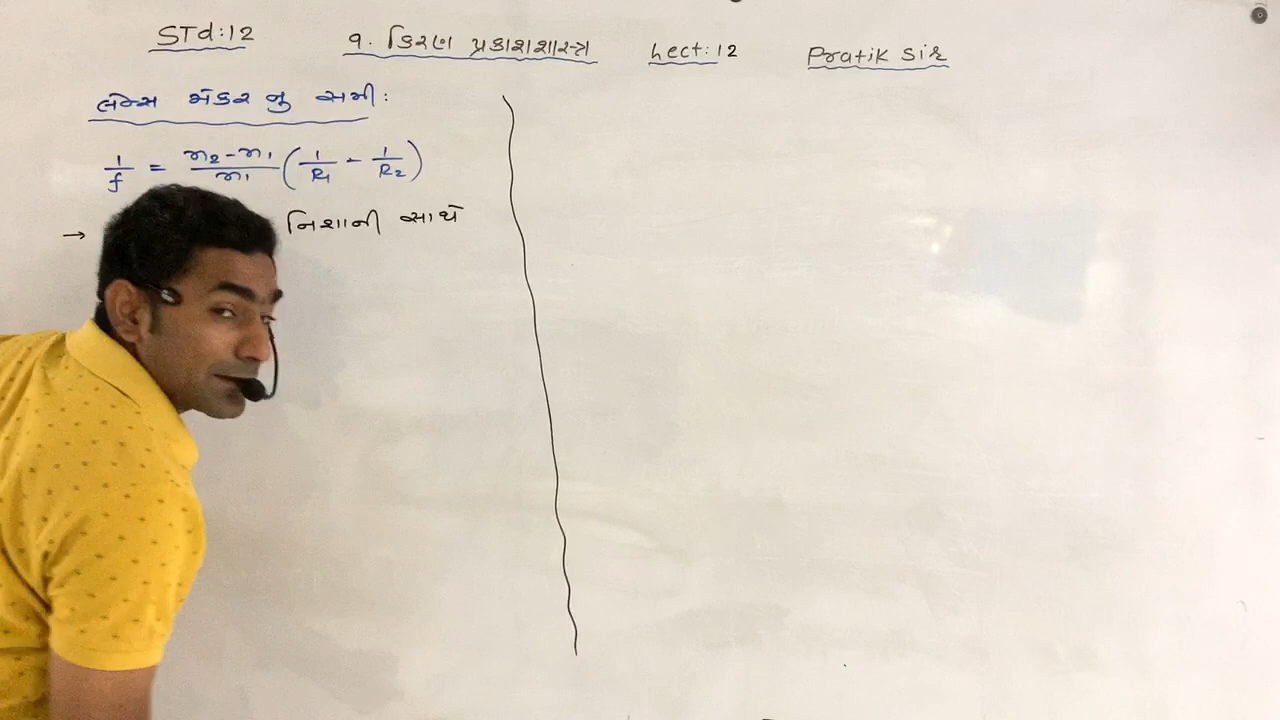 STd:12 ૧. કિરણ પ્રકાશશાસ્ત્ર Lect:12 Pratik Sir
લેન્સ મેકર નુ સમી:
1/f = n₂-n₁/n₁ (1/R₁ - 1/R₂)
→ નિશાની સાથે